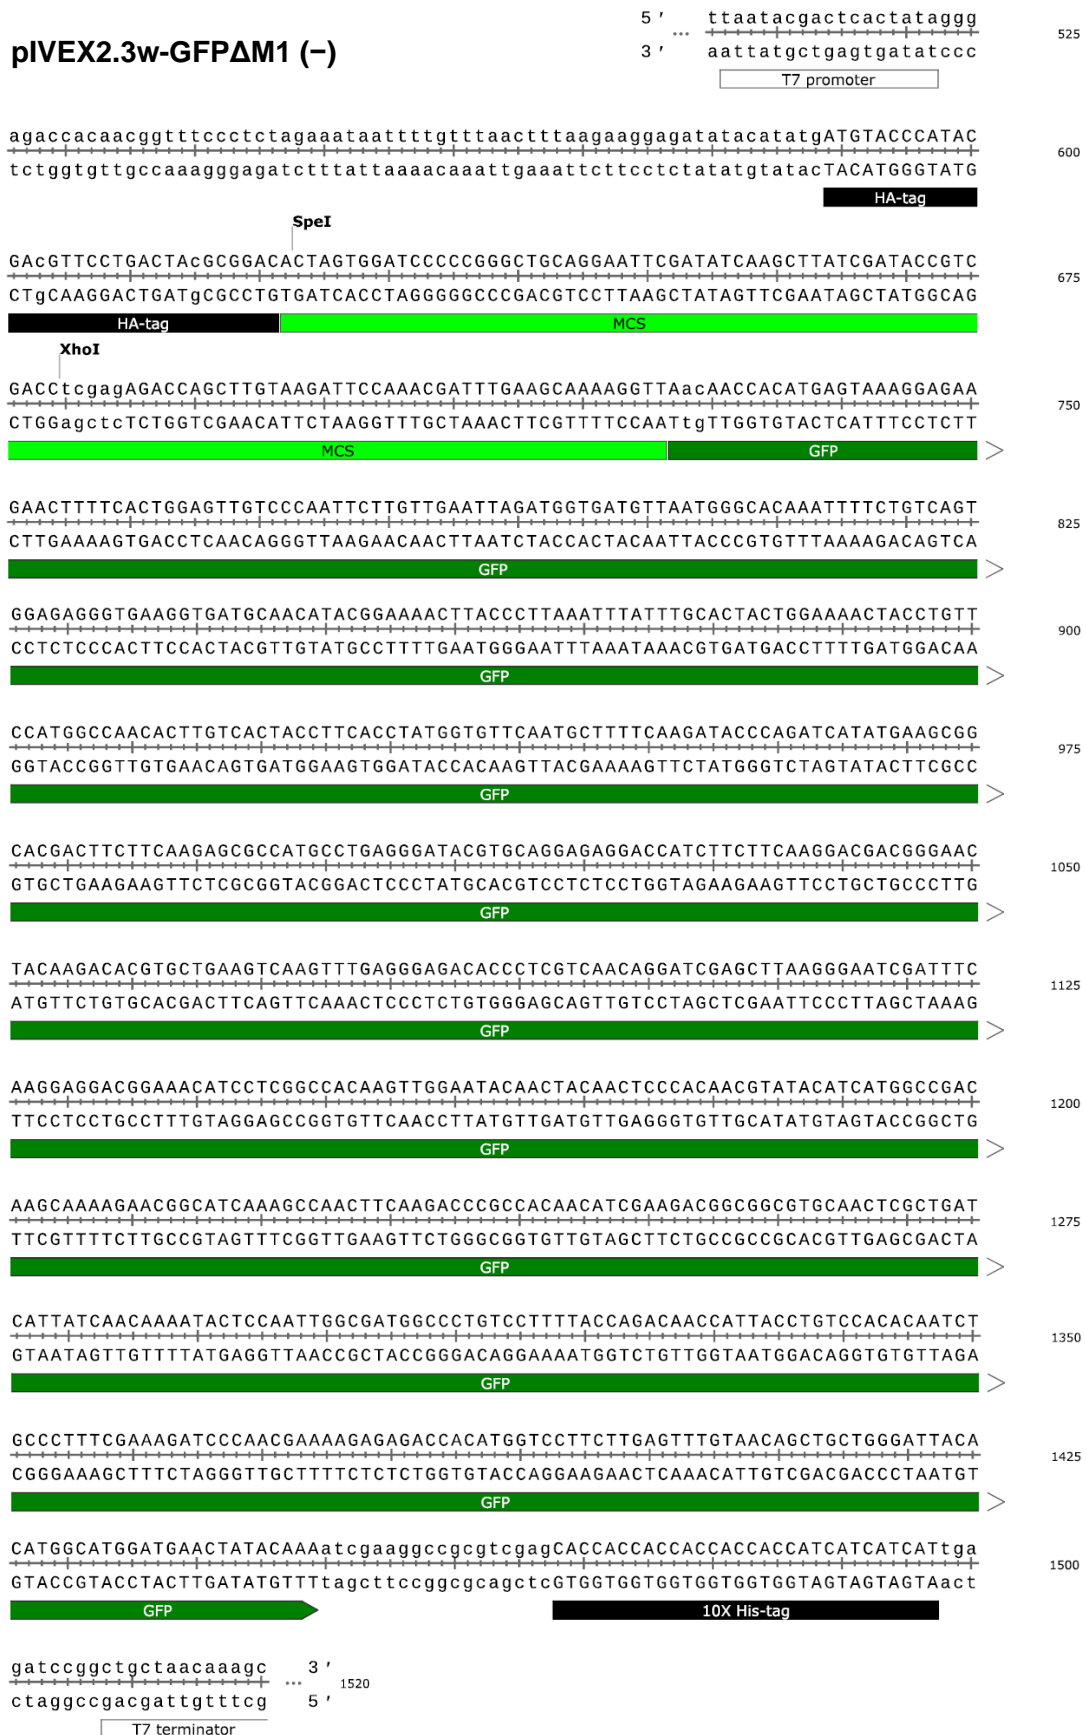 5 ' ... ttaatacgactcactataggg 525
pIVEX2.3w-GFPΔM1 (−)
3 ' aattatgctgagtgatatccc
T7 promoter
agaccacaacggtttccctctagaaataattttgtttaactttaagaaggagatatacatatgATGTACCCATAC 600
tctggtgttgccaaagggagatctttattaaaacaaattgaaattcttcctctatatgtatacTACATGGGTATG
HA-tag
SpeI
GAcGTTCCTGACTAcGCGGACACTAGTGGATCCCCCGGGCTGCAGGAATTCGATATCAAGCTTATCGATACCGTC 675
CTgCAAGGACTGATgCGCCTGTGATCACCTAGGGGGCCCGACGTCCTTAAGCTATAGTTCGAATAGCTATGGCAG
HA-tag MCS
XhoI
GACCtcgagAGACCAGCTTGTAAGATTCCAAACGATTTGAAGCAAAAGGTTAacAACCACATGAGTAAAGGAGAA 750
CTGGagctcTCTGGTCGAACATTCTAAGGTTTGCTAAACTTCGTTTTCCAATtgTTGGTGTACTCATTTCCTCTT
MCS GFP
GAACTTTTCACTGGAGTTGTCCCAATTCTTGTTGAATTAGATGGTGATGTTAATGGGCACAAATTTTCTGTCAGT 825
CTTGAAAAGTGACCTCAACAGGGTTAAGAACAACTTAATCTACCACTACAATTACCCGTGTTTAAAAGACAGTCA
GFP
GGAGAGGGTGAAGGTGATGCAACATACGGAAAACTTACCCTTAAATTTATTTGCACTACTGGAAAACTACCTGTT 900
CCTCTCCCACTTCCACTACGTTGTATGCCTTTTGAATGGGAATTTAAATAAACGTGATGACCTTTTGATGGACAA
GFP
CCATGGCCAACACTTGTCACTACCTTCACCTATGGTGTTCAATGCTTTTCAAGATACCCAGATCATATGAAGCGG 975
GGTACCGGTTGTGAACAGTGATGGAAGTGGATACCACAAGTTACGAAAAGTTCTATGGGTCTAGTATACTTCGCC
GFP
CACGACTTCTTCAAGAGCGCCATGCCTGAGGGATACGTGCAGGAGAGGACCATCTTCTTCAAGGACGACGGGAAC 1050
GTGCTGAAGAAGTTCTCGCGGTACGGACTCCCTATGCACGTCCTCTCCTGGTAGAAGAAGTTCCTGCTGCCCTTG
GFP
TACAAGACACGTGCTGAAGTCAAGTTTGAGGGAGACACCCTCGTCAACAGGATCGAGCTTAAGGGAATCGATTTC 1125
ATGTTCTGTGCACGACTTCAGTTCAAACTCCCTCTGTGGGAGCAGTTGTCCTAGCTCGAATTCCCTTAGCTAAAG
GFP
AAGGAGGACGGAAACATCCTCGGCCACAAGTTGGAATACAACTACAACTCCCACAACGTATACATCATGGCCGAC 1200
TTCCTCCTGCCTTTGTAGGAGCCGGTGTTCAACCTTATGTTGATGTTGAGGGTGTTGCATATGTAGTACCGGCTG
GFP
AAGCAAAAGAACGGCATCAAAGCCAACTTCAAGACCCGCCACAACATCGAAGACGGCGGCGTGCAACTCGCTGAT 1275
TTCGTTTTCTTGCCGTAGTTTCGGTTGAAGTTCTGGGCGGTGTTGTAGCTTCTGCCGCCGCACGTTGAGCGACTA
GFP
CATTATCAACAAAATACTCCAATTGGCGATGGCCCTGTCCTTTTACCAGACAACCATTACCTGTCCACACAATCT 1350
GTAATAGTTGTTTTATGAGGTTAACCGCTACCGGGACAGGAAAATGGTCTGTTGGTAATGGACAGGTGTGTTAGA
GFP
GCCCTTTCGAAAGATCCCAACGAAAAGAGAGACCACATGGTCCTTCTTGAGTTTGTAACAGCTGCTGGGATTACA 1425
CGGGAAAGCTTTCTAGGGTTGCTTTTCTCTCTGGTGTACCAGGAAGAACTCAAACATTGTCGACGACCCTAATGT
GFP
CATGGCATGGATGAACTATACAAAatcgaaggccgcgtcgagCACCACCACCACCACCACCATCATCATCATtga 1500
GTACCGTACCTACTTGATATGTTTtagcttccggcgcagctcGTGGTGGTGGTGGTGGTGGTAGTAGTAGTAact
GFP 10X His-tag
gatccggctgctaacaaagc ... 3 ' 1520
ctaggccgacgattgtttcg 5 '
T7 terminator